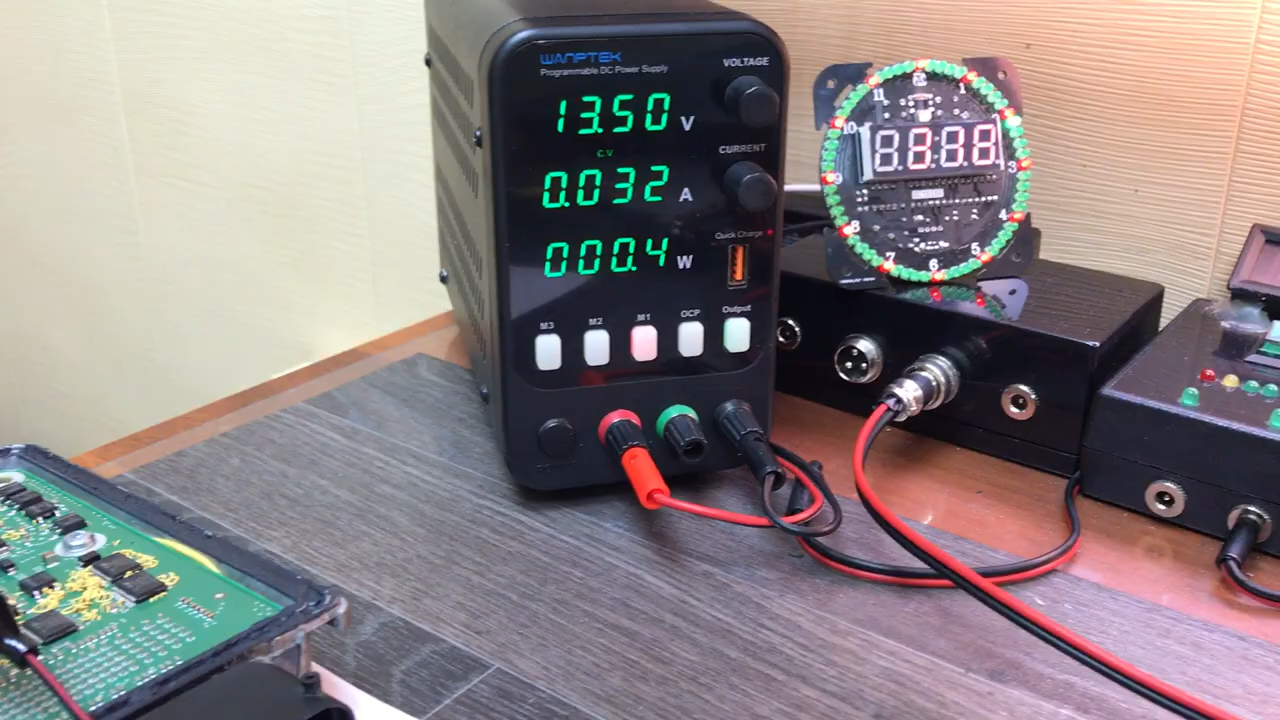 WANPTEK
Programmable DC Power Supply
VOLTAGE
13.50 V
C.V
CURRENT
0.032 A
Quick Charge
000.4 W
M3 M2 M1 OCP Output
11 1
10
9 3
8 4
7 6 5